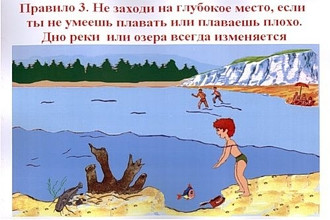 Правило 3. Не заходи на глубокое место, если
ты не умеешь плавать или плаваешь плохо.
Дно реки или озера всегда изменяется